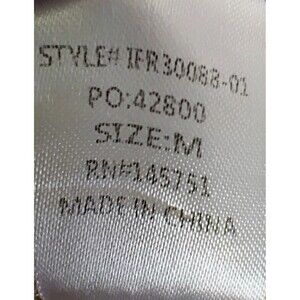 STYLE# IFR30088-01
PO:42800
SIZE:M
RN#145751
MADE IN CHINA